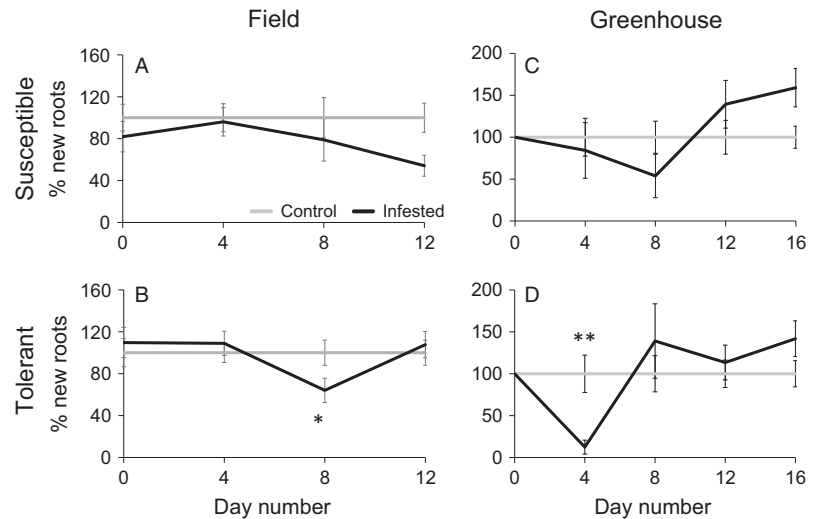 Field
Greenhouse
Susceptible
% new roots
A
160
120
80
40
0
Control
Infested
0
4
8
12
C
200
150
100
50
0
0
4
8
12
16
Tolerant
% new roots
B
160
120
80
40
0
*
0
4
8
12
Day number
D
200
150
100
50
0
**
0
4
8
12
16
Day number